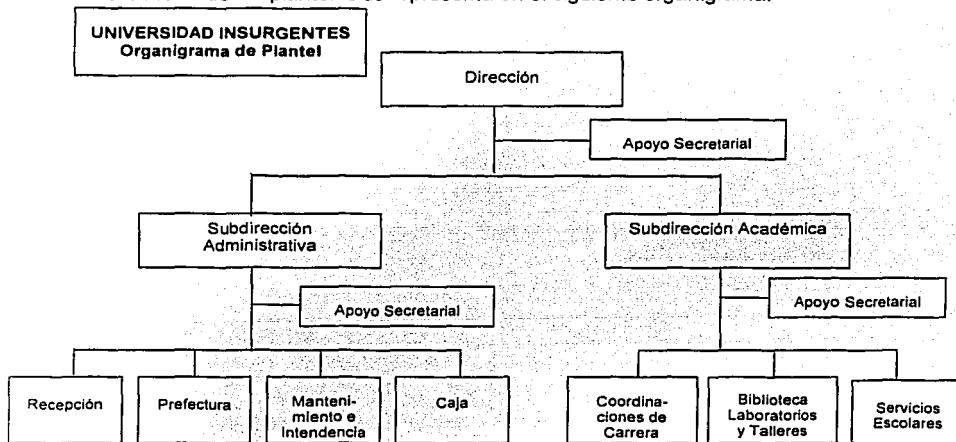 UNIVERSIDAD INSURGENTES
Organigrama de Plantel
Dirección
Apoyo Secretarial
Subdirección
Administrativa
Subdirección Académica
Apoyo Secretarial
Apoyo Secretarial
Recepción
Prefectura
Manteni-
miento e
Intendencia
Caja
Coordina-
ciones de
Carrera
Biblioteca
Laboratorios
y Talleres
Servicios
Escolares